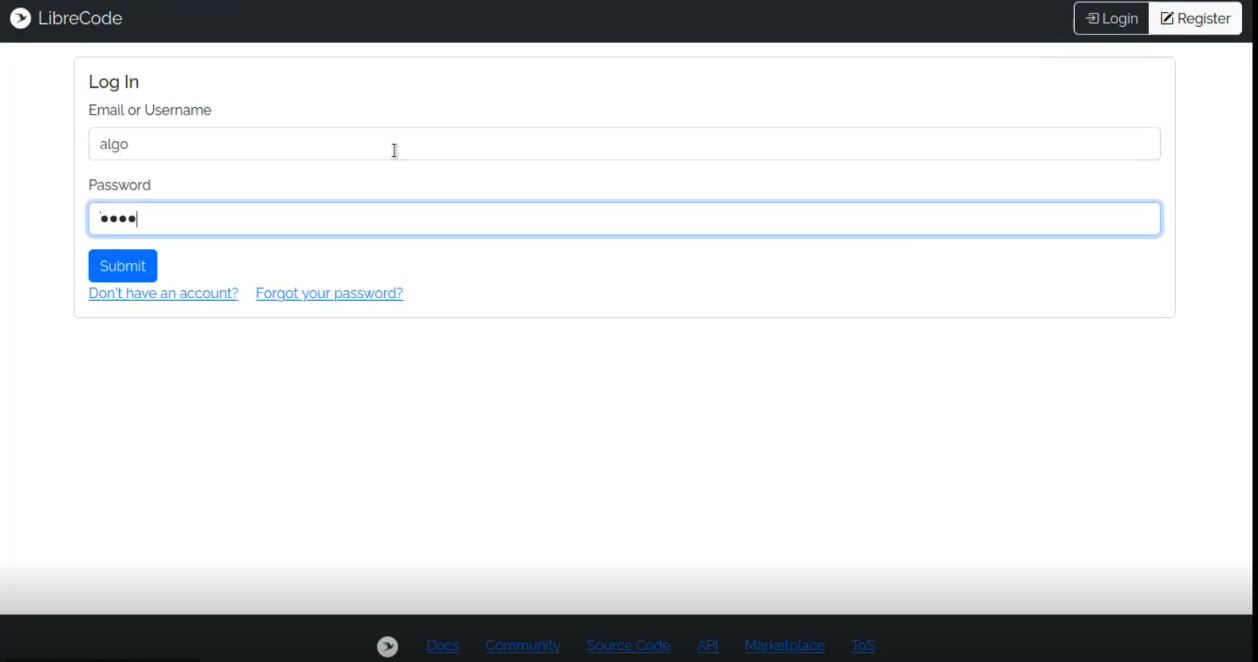 LibreCode Login Register
Log In
Email or Username
algo
Password
••••
Submit
Don't have an account? Forgot your password?
Docs Community Source Code API Marketplace ToS